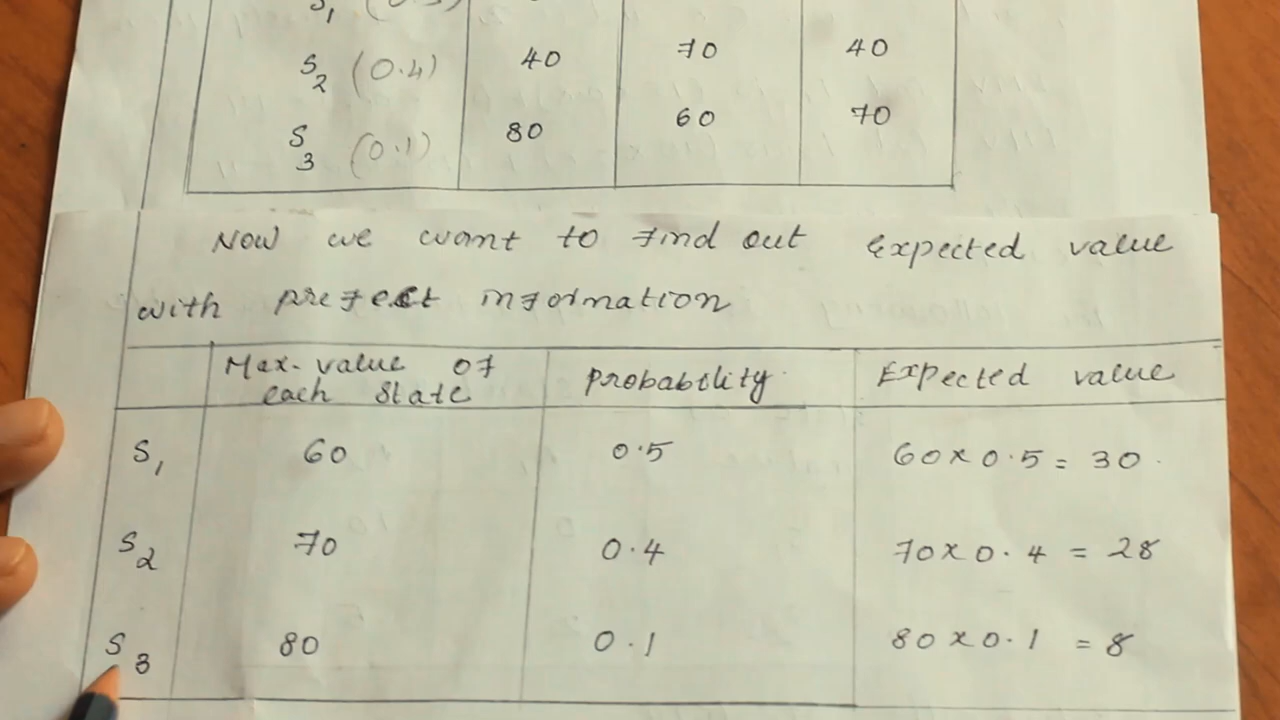 S2 (0.4) 40 70 40
S3 (0.1) 80 60 70
Now we want to find out Expected value
with prefect information
Max. value of each state Probability Expected value
S1 60 0.5 60x0.5 = 30
S2 70 0.4 70x0.4 = 28
S3 80 0.1 80x0.1 = 8